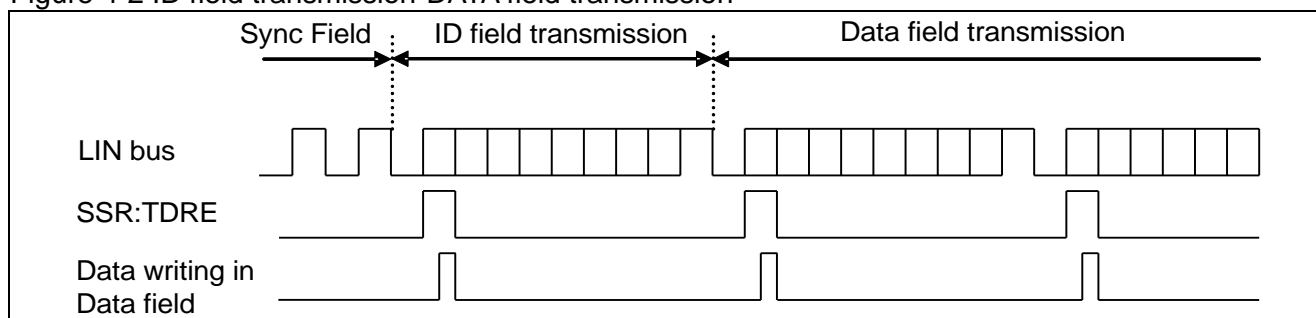 Figure 4-2 ID field transmission-DATA field transmission
Sync Field ID field transmission Data field transmission
LIN bus
SSR:TDRE
Data writing in
Data field